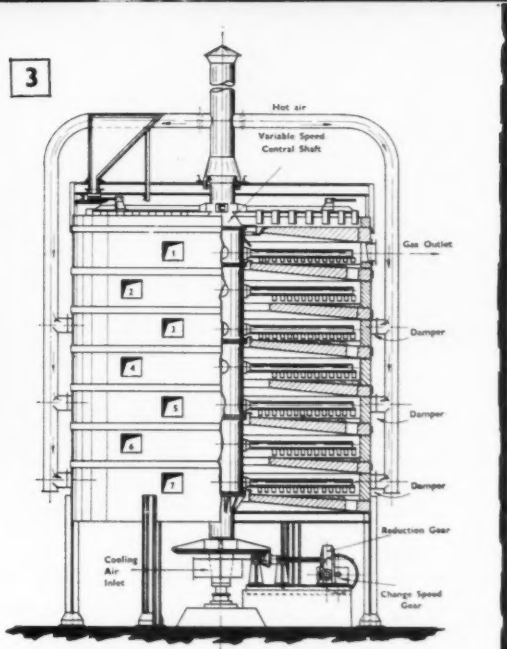 3
Hot air
Variable Speed
Central Shaft
Gas Outlet
1
2
3
Damper
4
5
Damper
6
7
Damper
Reduction Gear
Cooling
Air
Inlet
Change Speed
Gear